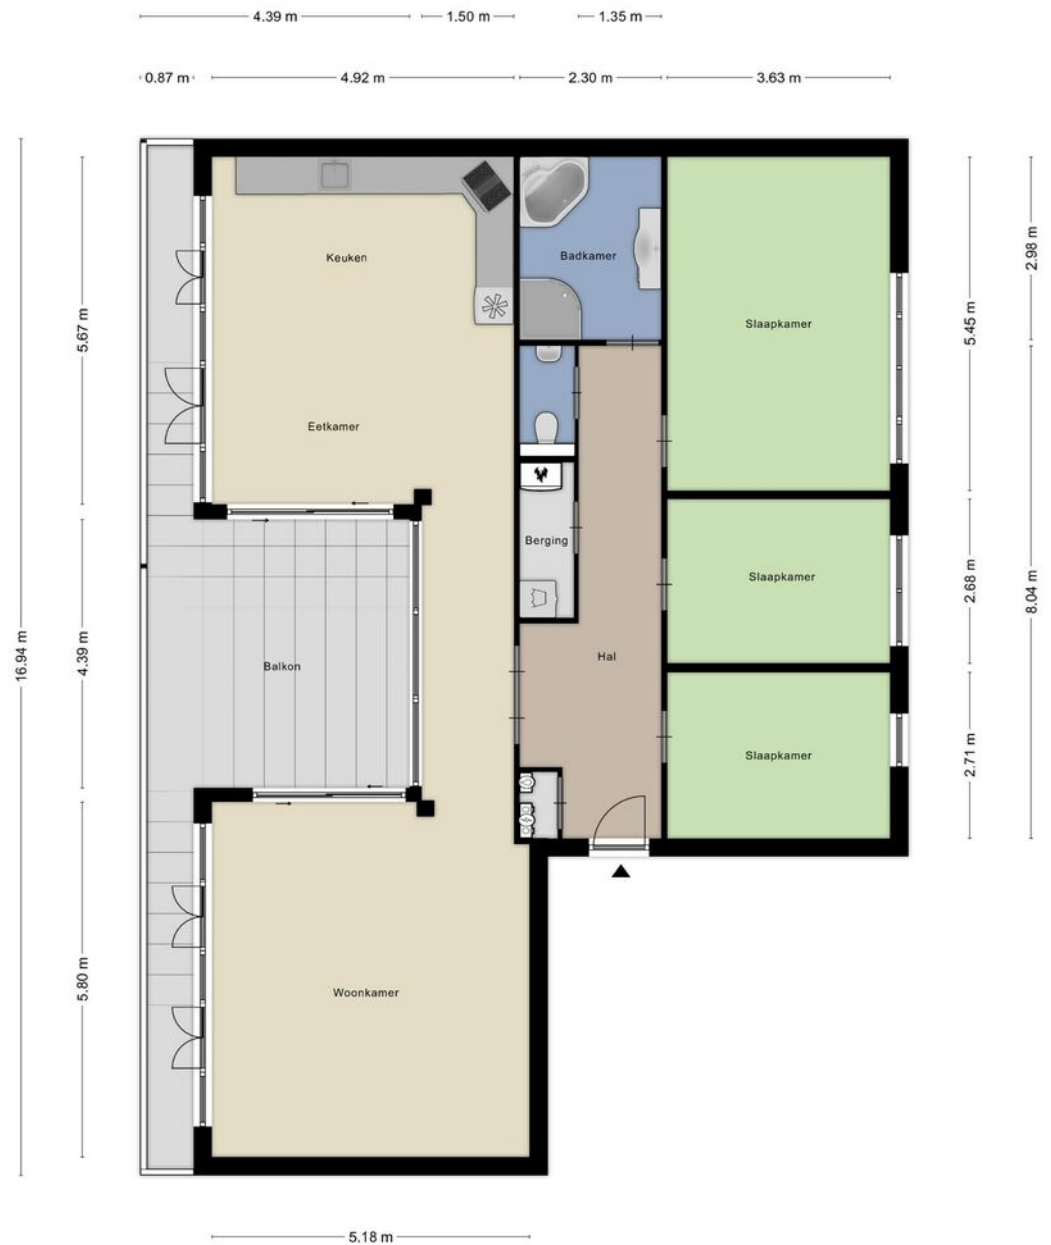 4.39 m
1.50 m
1.35 m
0.87 m
4.92 m
2.30 m
3.63 m
Keuken
Badkamer
Slaapkamer
2.98 m
5.67 m
5.45 m
Eetkamer
Berging
Slaapkamer
2.68 m
8.04 m
16.94 m
4.39 m
Balkon
Hal
Slaapkamer
2.71 m
5.80 m
Woonkamer
5.18 m